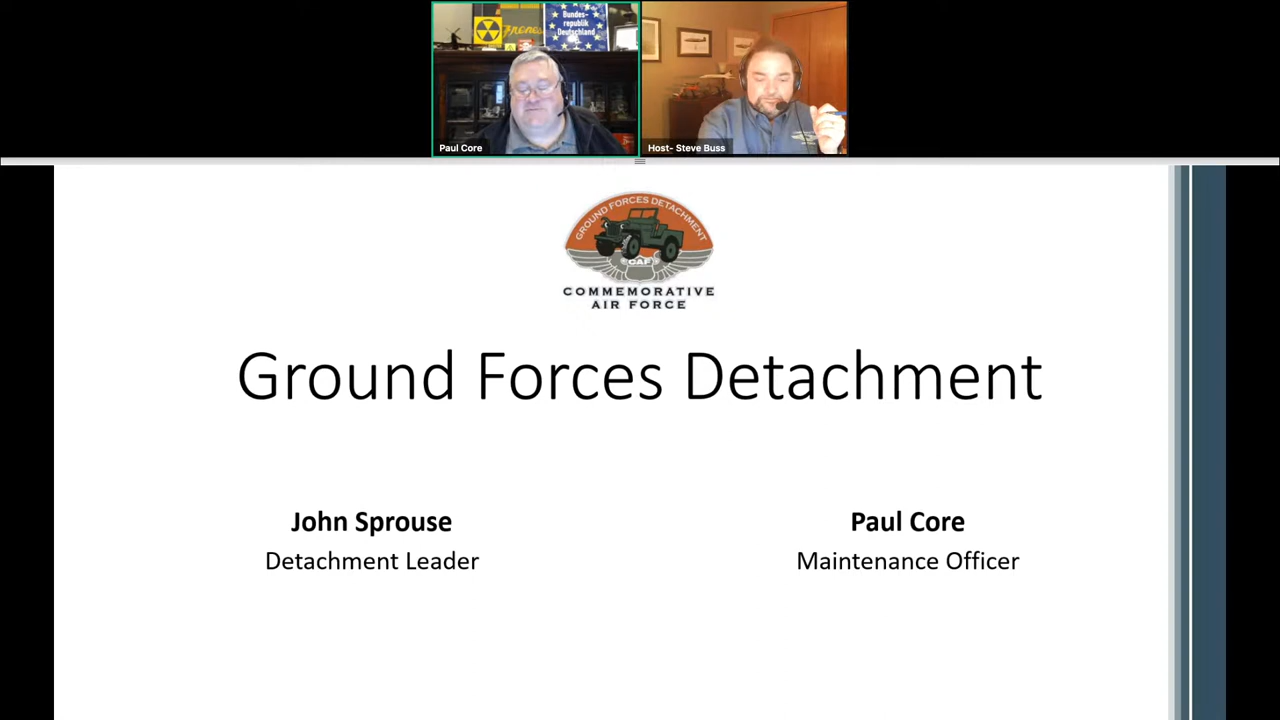 Bundes-
republik
Deutschland
Paul Core
Host- Steve Buss
GROUND FORCES DETACHMENT
CAF
COMMEMORATIVE
AIR FORCE
Ground Forces Detachment
John Sprouse
Detachment Leader
Paul Core
Maintenance Officer